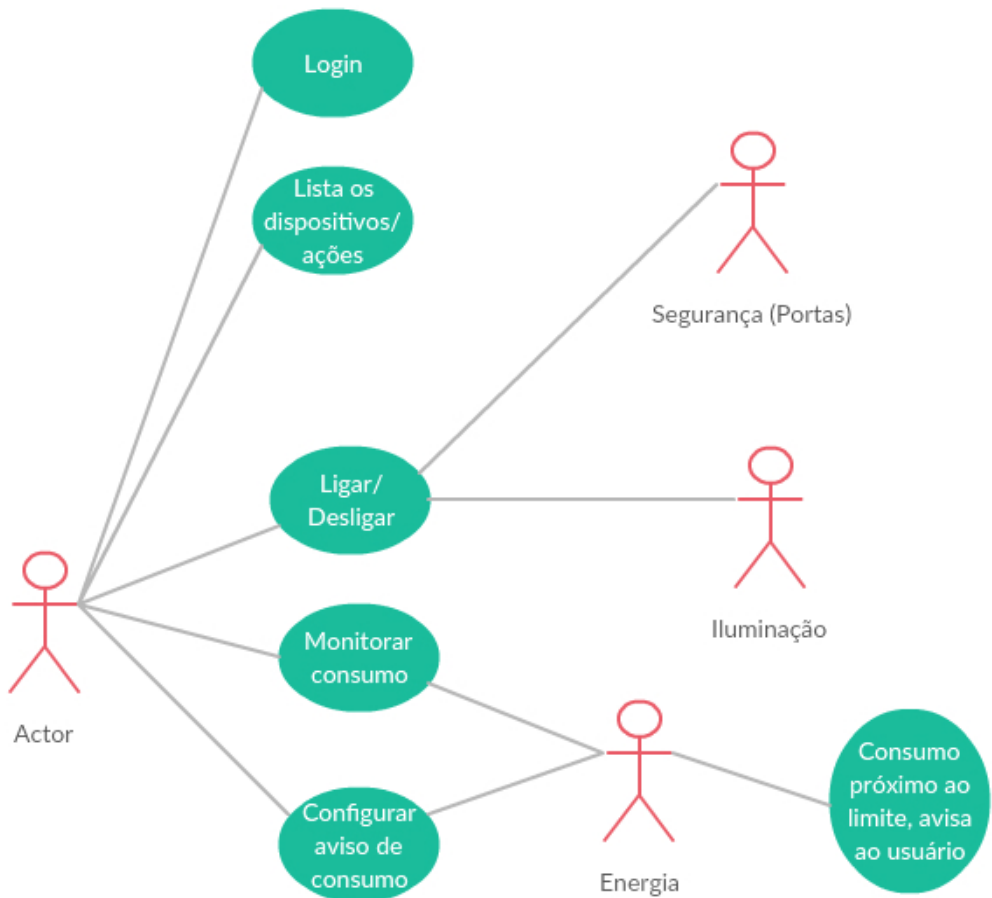 Login
Lista os
dispositivos/
ações
Segurança (Portas)
Ligar/
Desligar
Iluminação
Monitorar
consumo
Actor
Configurar
aviso de
consumo
Energia
Consumo
próximo ao
limite, avisa
ao usuário